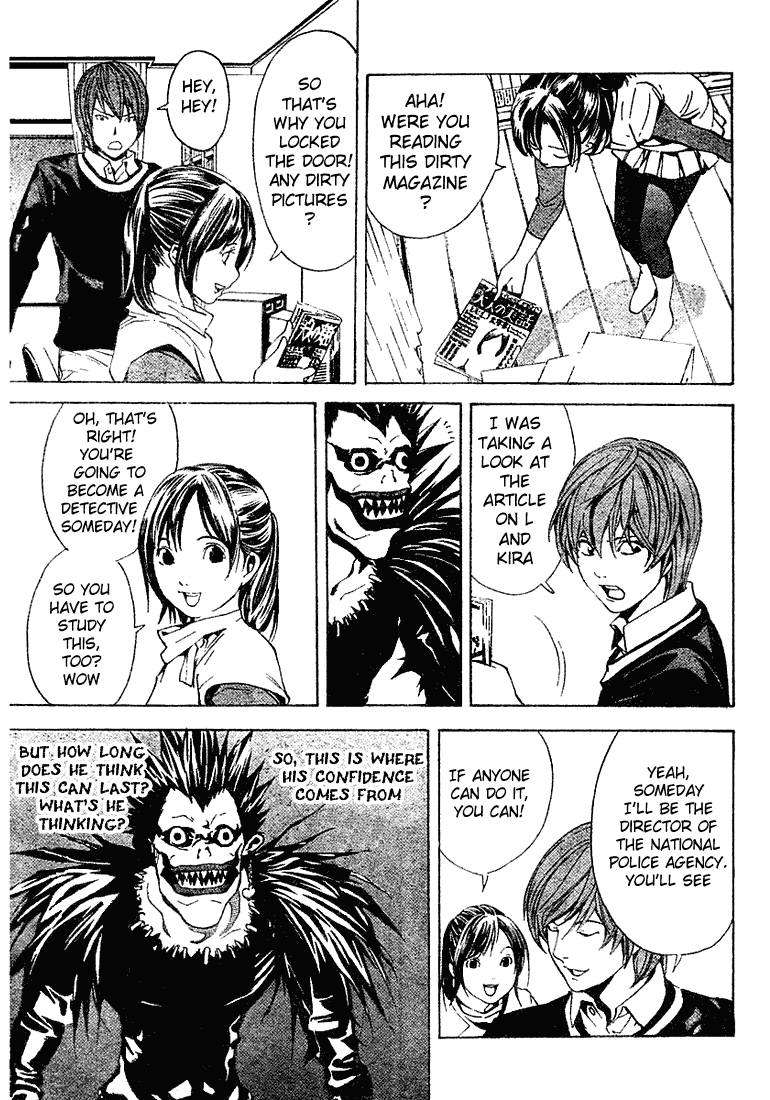 AHA!
WERE YOU
READING
THIS DIRTY
MAGAZINE
?
SO
THAT'S
WHY YOU
LOCKED
THE DOOR!
ANY DIRTY
PICTURES
?
HEY,
HEY!
I WAS
TAKING A
LOOK AT
THE
ARTICLE
ON L
AND
KIRA
OH, THAT'S
RIGHT!
YOU'RE
GOING TO
BECOME A
DETECTIVE
SOMEDAY!
SO YOU
HAVE TO
STUDY
THIS,
TOO?
WOW
YEAH,
SOMEDAY
I'LL BE THE
DIRECTOR OF
THE NATIONAL
POLICE AGENCY.
YOU'LL SEE
IF ANYONE
CAN DO IT,
YOU CAN!
SO, THIS IS WHERE
HIS CONFIDENCE
COMES FROM
BUT HOW LONG
DOES HE THINK
THIS CAN LAST?
WHAT'S HE
THINKING?